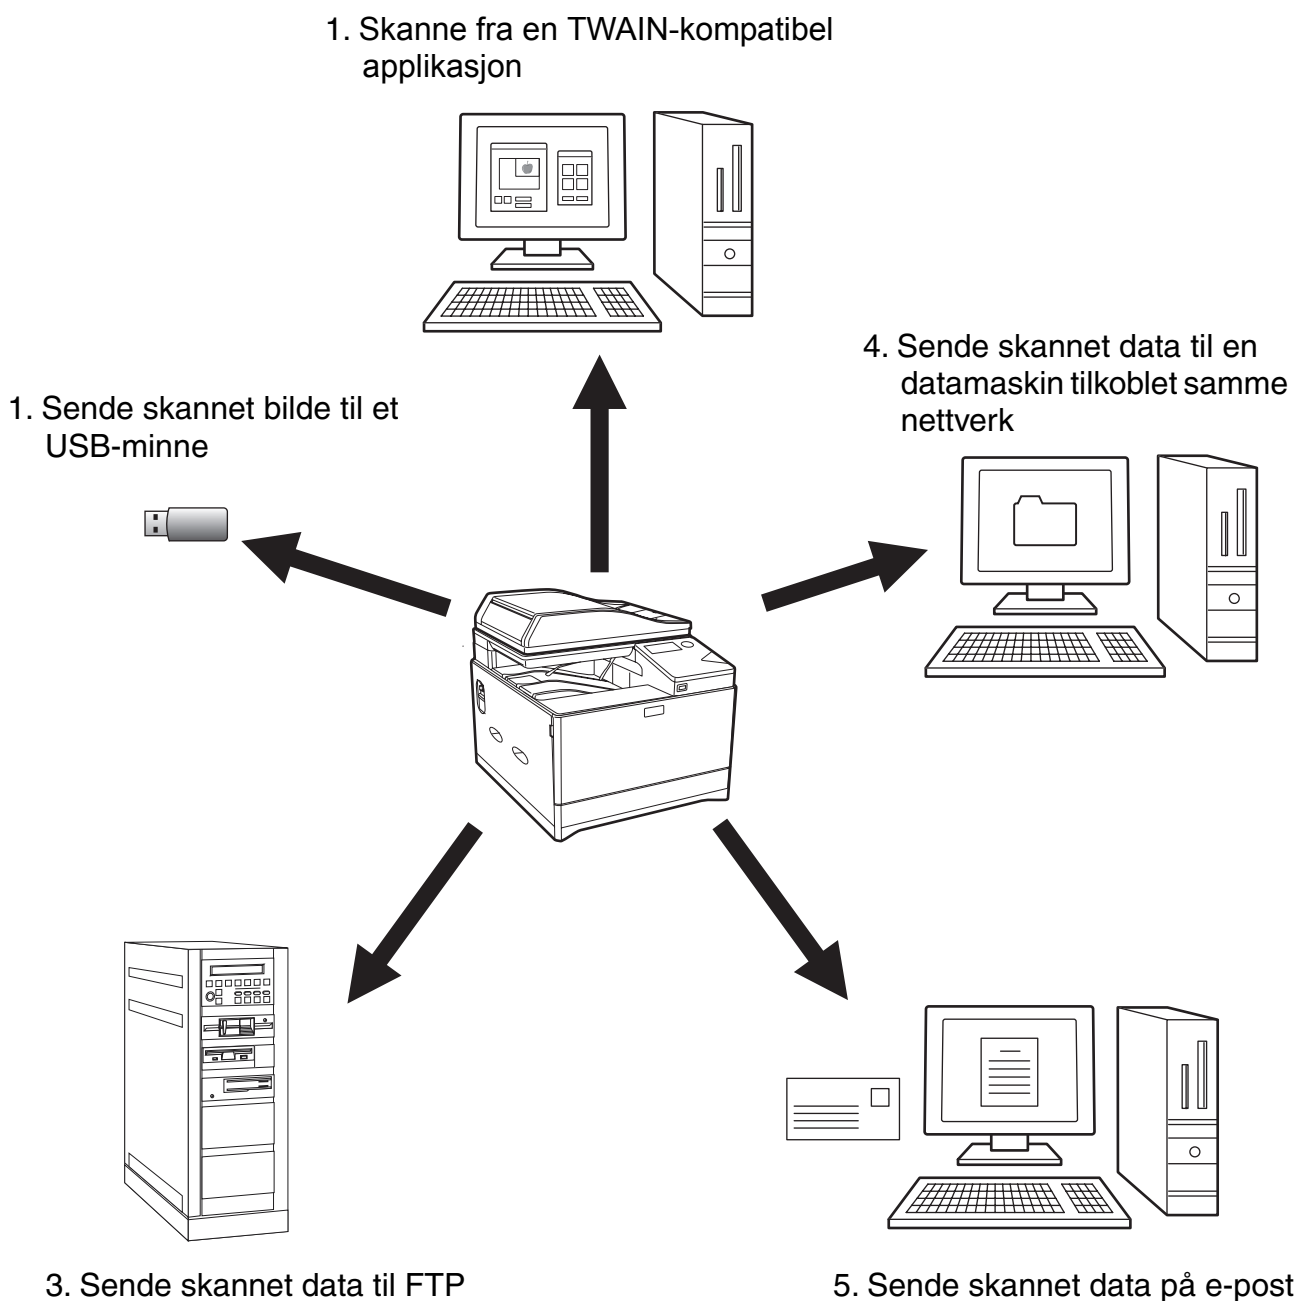 1. Skanne fra en TWAIN-kompatibel
applikasjon
4. Sende skannet data til en
datamaskin tilkoblet samme
nettverk
1. Sende skannet bilde til et
USB-minne
3. Sende skannet data til FTP
5. Sende skannet data på e-post